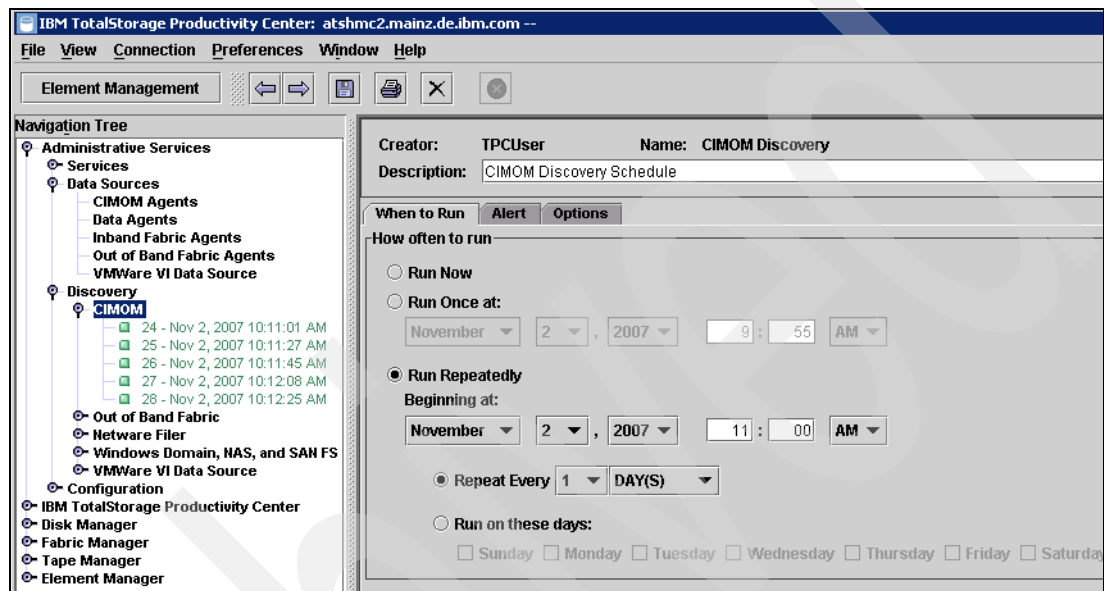 IBM TotalStorage Productivity Center: atshmc2.mainz.de.ibm.com --
File View Connection Preferences Window Help
Element Management
Navigation Tree
Administrative Services
Services
Data Sources
CIMOM Agents
Data Agents
Inband Fabric Agents
Out of Band Fabric Agents
VMWare VI Data Source
Discovery
CIMOM
24 - Nov 2, 2007 10:11:01 AM
25 - Nov 2, 2007 10:11:27 AM
26 - Nov 2, 2007 10:11:45 AM
27 - Nov 2, 2007 10:12:08 AM
28 - Nov 2, 2007 10:12:25 AM
Out of Band Fabric
Netware Filer
Windows Domain, NAS, and SAN FS
VMWare VI Data Source
Configuration
IBM TotalStorage Productivity Center
Disk Manager
Fabric Manager
Tape Manager
Element Manager
Creator: TPCUser Name: CIMOM Discovery
Description: CIMOM Discovery Schedule
When to Run Alert Options
How often to run
Run Now
Run Once at:
November 2 , 2007 9 : 55 AM
Run Repeatedly
Beginning at:
November 2 , 2007 11 : 00 AM
Repeat Every 1 DAY(S)
Run on these days:
Sunday Monday Tuesday Wednesday Thursday Friday Saturday